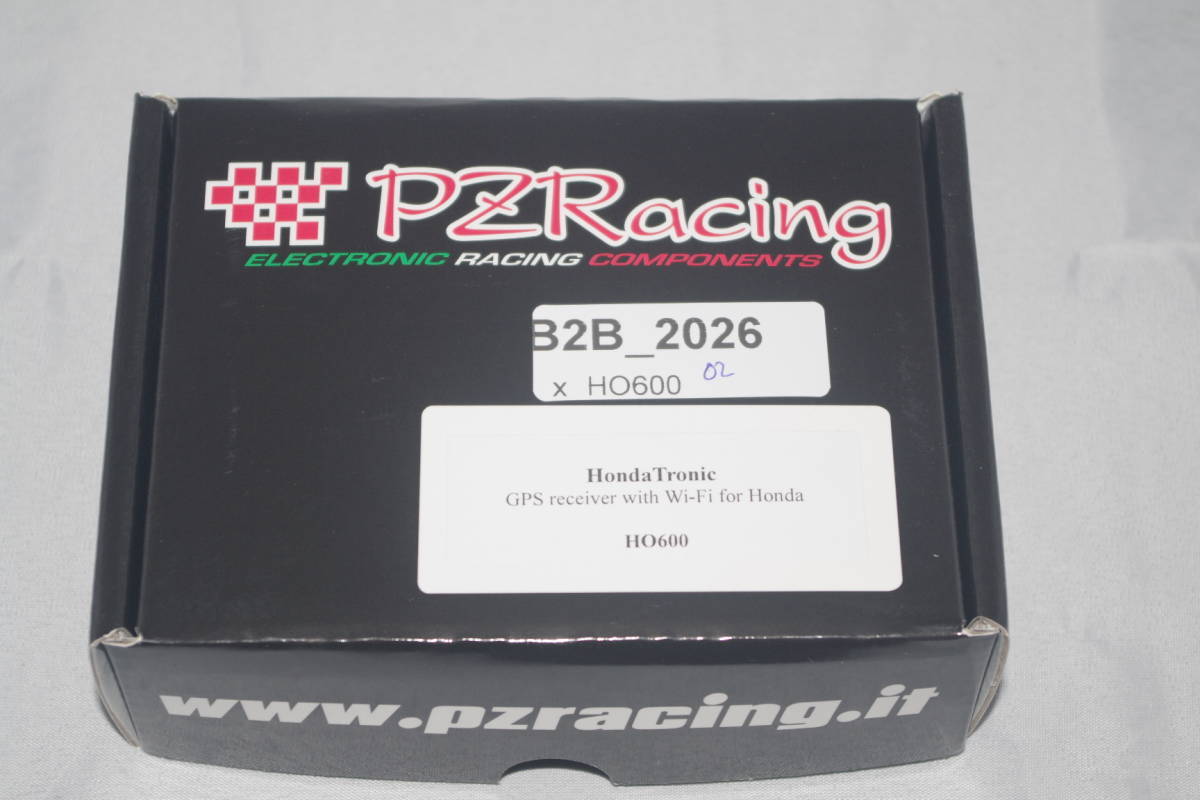 PZRacing
ELECTRONIC RACING COMPONENTS
B2B_2026
x HO600 02
HondaTronic
GPS receiver with Wi-Fi for Honda
HO600
www.pzracing.it